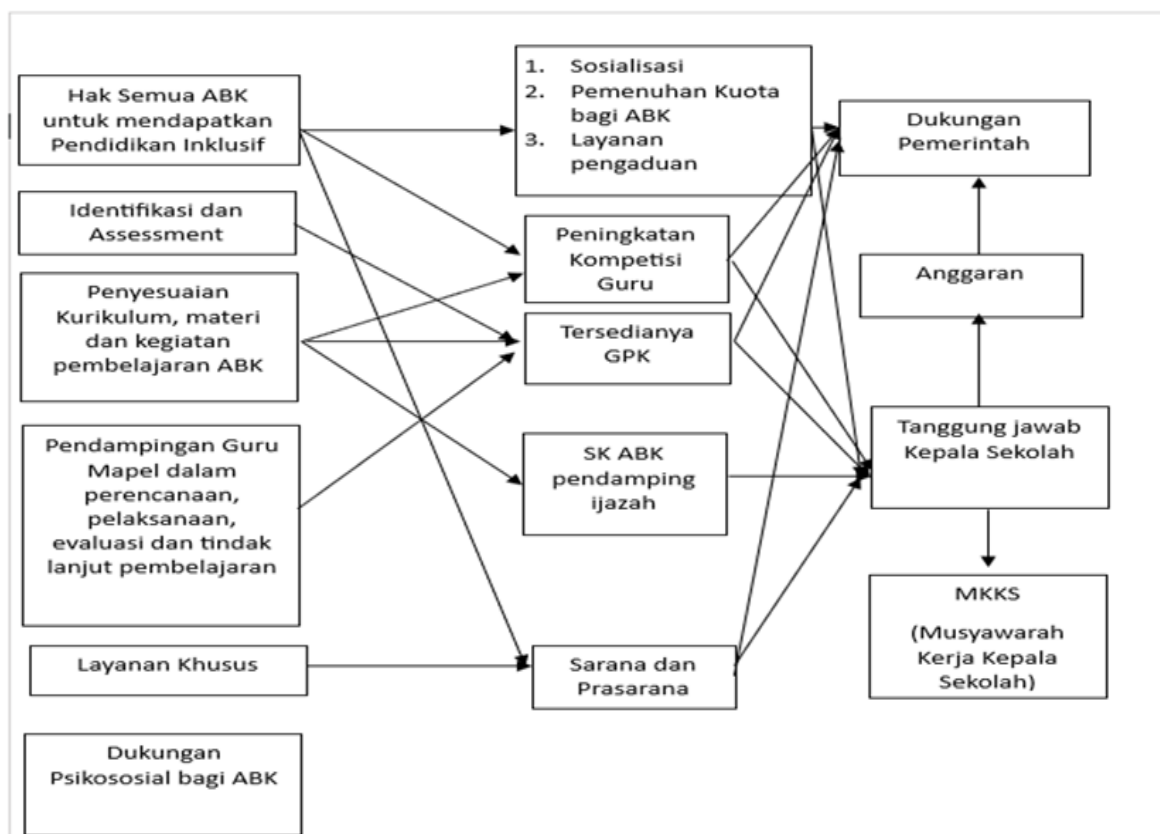 Hak Semua ABK
untuk mendapatkan
Pendidikan Inklusif
Identifikasi dan
Assessment
Penyesuaian
Kurikulum, materi
dan kegiatan
pembelajaran ABK
Pendampingan Guru
Mapel dalam
perencanaan,
pelaksanaan,
evaluasi dan tindak
lanjut pembelajaran
Layanan Khusus
Dukungan
Psikososial bagi ABK
1. Sosialisasi
2. Pemenuhan Kuota
bagi ABK
3. Layanan
pengaduan
Peningkatan
Kompetisi
Guru
Tersedianya
GPK
SK ABK
pendamping
ijazah
Sarana dan
Prasarana
Dukungan
Pemerintah
Anggaran
Tanggung jawab
Kepala Sekolah
MKKS
(Musyawarah
Kerja Kepala
Sekolah)